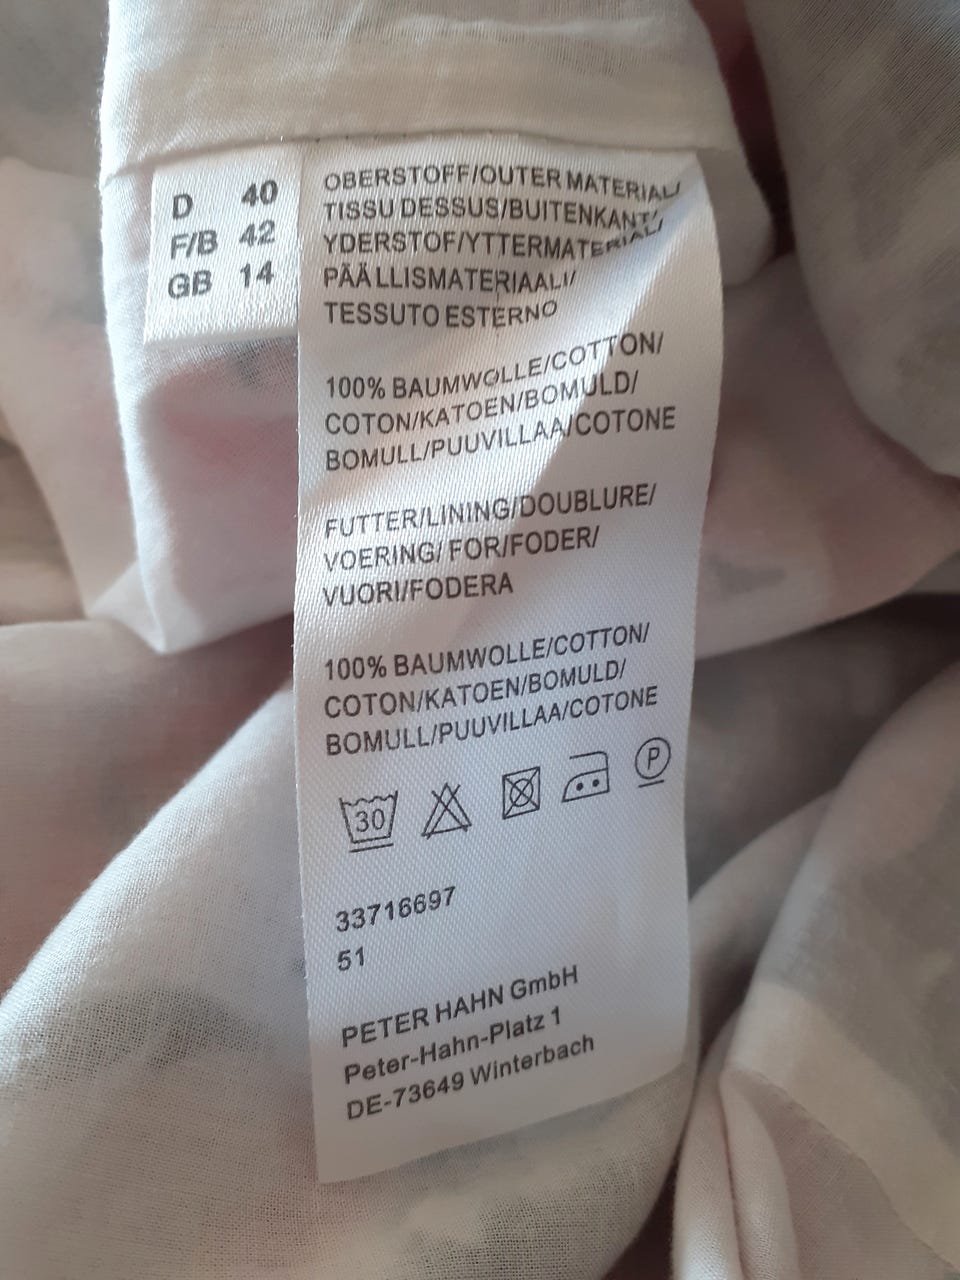 D 40
F/B 42
GB 14
OBERSTOFF/OUTER MATERIAL/
TISSU DESSUS/BUITENKANT/
YDERSTOF/YTTERMATERIAL/
PÄÄLLISMATERIAALI/
TESSUTO ESTERNO
100% BAUMWOLLE/COTTON/
COTON/KATOEN/BOMULD/
BOMULL/PUUVILLAA/COTONE
FUTTER/LINING/DOUBLURE/
VOERING/FOR/FODER/
VUORI/FODERA
100% BAUMWOLLE/COTTON/
COTON/KATOEN/BOMULD/
BOMULL/PUUVILLAA/COTONE
30 P
33716697
51
PETER HAHN GmbH
Peter-Hahn-Platz 1
DE-73649 Winterbach